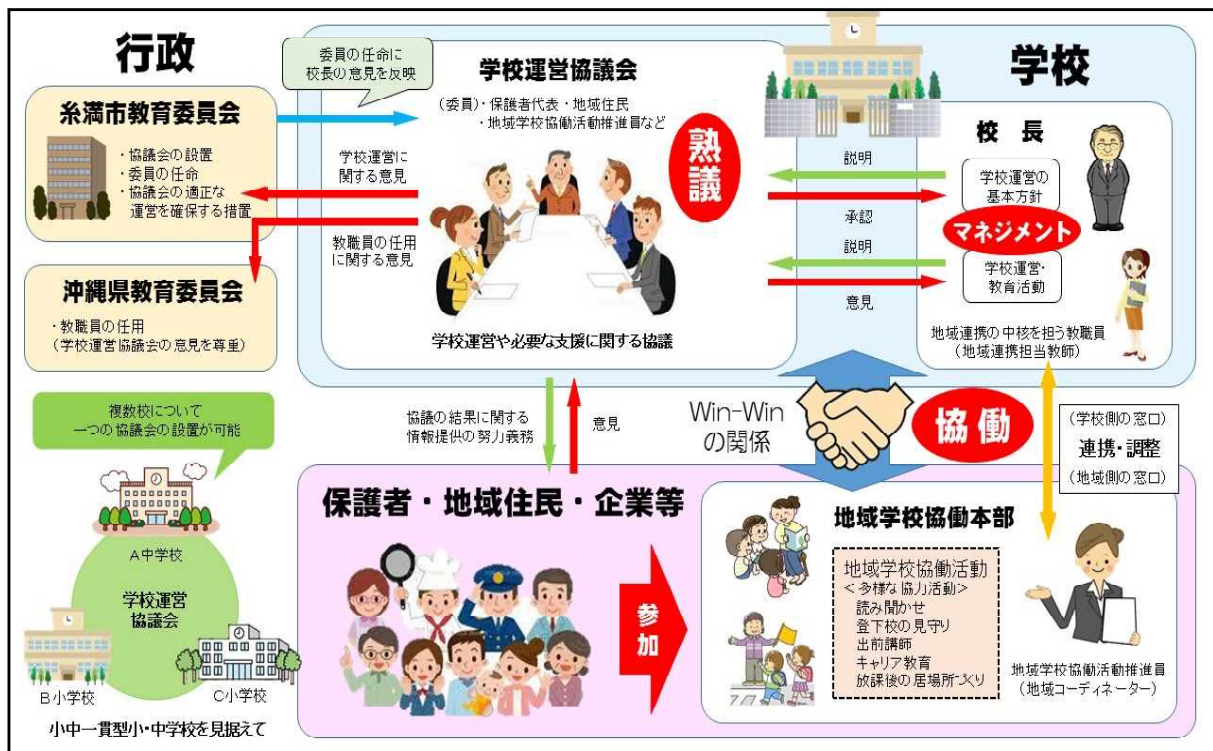 行政
委員の任命に
校長の意見を反映
糸満市教育委員会
・協議会の設置
・委員の任命
・協議会の適正な
運営を確保する措置
沖縄県教育委員会
・教職員の任用
(学校運営協議会の意見を尊重)
学校運営協議会
(委員)・保護者代表・地域住民
・地域学校協働活動推進員など
熟議
学校運営に
関する意見
教職員の任用
に関する意見
学校運営や必要な支援に関する協議
学校
校長
説明
学校運営の
基本方針
承認
マネジメント
説明
学校運営・
教育活動
意見
地域連携の中核を担う教職員
(地域連携担当教師)
複数校について
一つの協議会の設置が可能
A中学校
学校運営
協議会
B小学校
C小学校
小中一貫型小・中学校を見据えて
協議の結果に関する
情報提供の努力義務
意見
Win-Win
の関係
協働
(学校側の窓口)
連携・調整
(地域側の窓口)
保護者・地域住民・企業等
参加
地域学校協働本部
地域学校協働活動
<多様な協力活動>
読み聞かせ
登下校の見守り
出前講師
キャリア教育
放課後の居場所づくり
地域学校協働活動推進員
(地域コーディネーター)